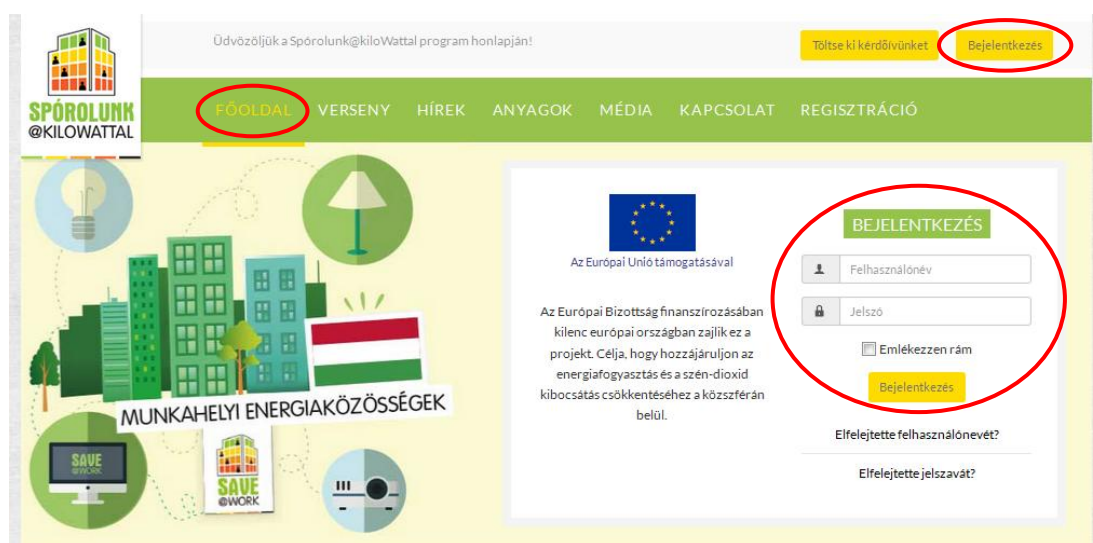 Üdvözöljük a Spórolunk@kiloWattal program honlapján!
Töltse ki kérdőívünket
Bejelentkezés
SPÓROLUNK
@KILOWATTAL
FŐOLDAL VERSENY HÍREK ANYAGOK MÉDIA KAPCSOLAT REGISZTRÁCIÓ
MUNKAHELYI ENERGIAKÖZÖSSÉGEK
SAVE
@WORK
SAVE
@WORK
Az Európai Unió támogatásával
Az Európai Bizottság finanszírozásában
kilenc európai országban zajlik ez a
projekt. Célja, hogy hozzájáruljon az
energiafogyasztás és a szén-dioxid
kibocsátás csökkentéséhez a közszférán
belül.
BEJELENTKEZÉS
Felhasználónév
Jelszó
Emlékezzen rám
Bejelentkezés
Elfelejtette felhasználónevét?
Elfelejtette jelszavát?